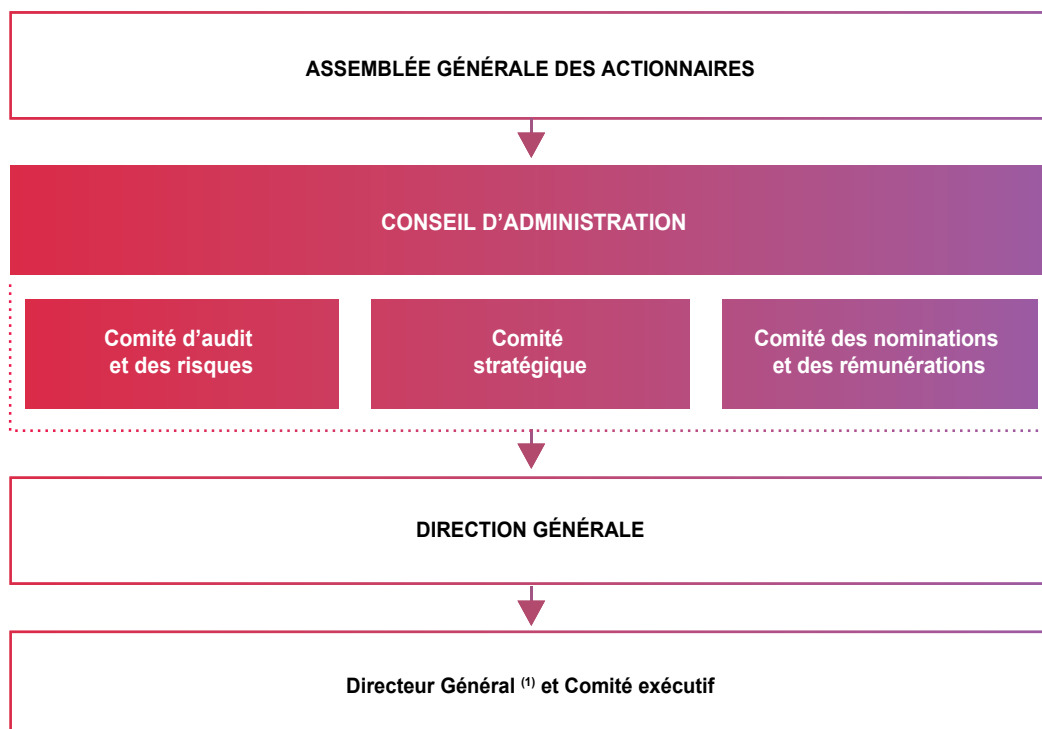 ASSEMBLÉE GÉNÉRALE DES ACTIONNAIRES
CONSEIL D’ADMINISTRATION
Comité d’audit
et des risques
Comité
stratégique
Comité des nominations
et des rémunérations
DIRECTION GÉNÉRALE
Directeur Général (1) et Comité exécutif